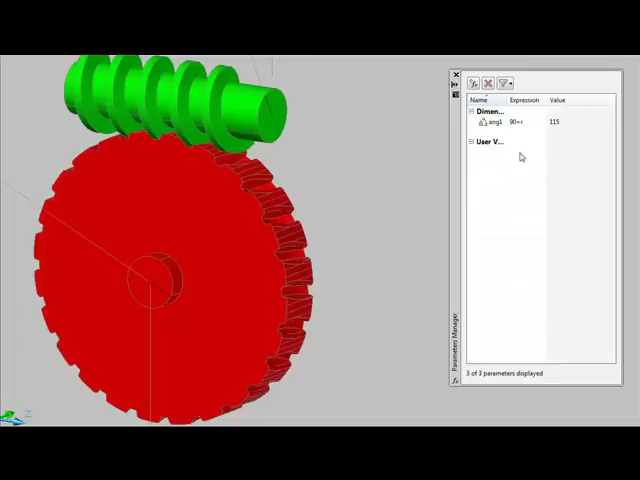 Name Expression Value
Dimen...
ang1 90+r 115
User V...
Parameters Manager
3 of 3 parameters displayed
Z